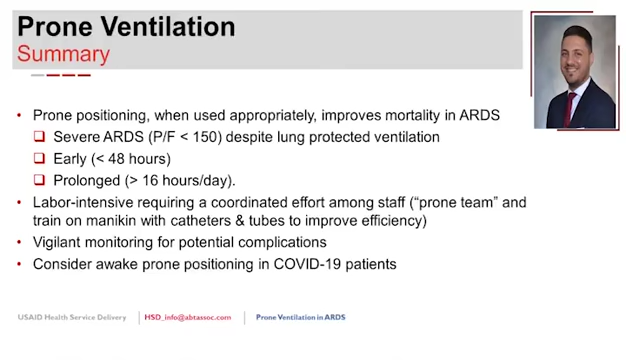 Prone Ventilation
Summary
• Prone positioning, when used appropriately, improves mortality in ARDS
❑ Severe ARDS (P/F < 150) despite lung protected ventilation
❑ Early (< 48 hours)
❑ Prolonged (> 16 hours/day).
• Labor-intensive requiring a coordinated effort among staff (“prone team” and
train on manikin with catheters & tubes to improve efficiency)
• Vigilant monitoring for potential complications
• Consider awake prone positioning in COVID-19 patients
USAID Health Service Delivery | HSD_info@abtassoc.com | Prone Ventilation in ARDS